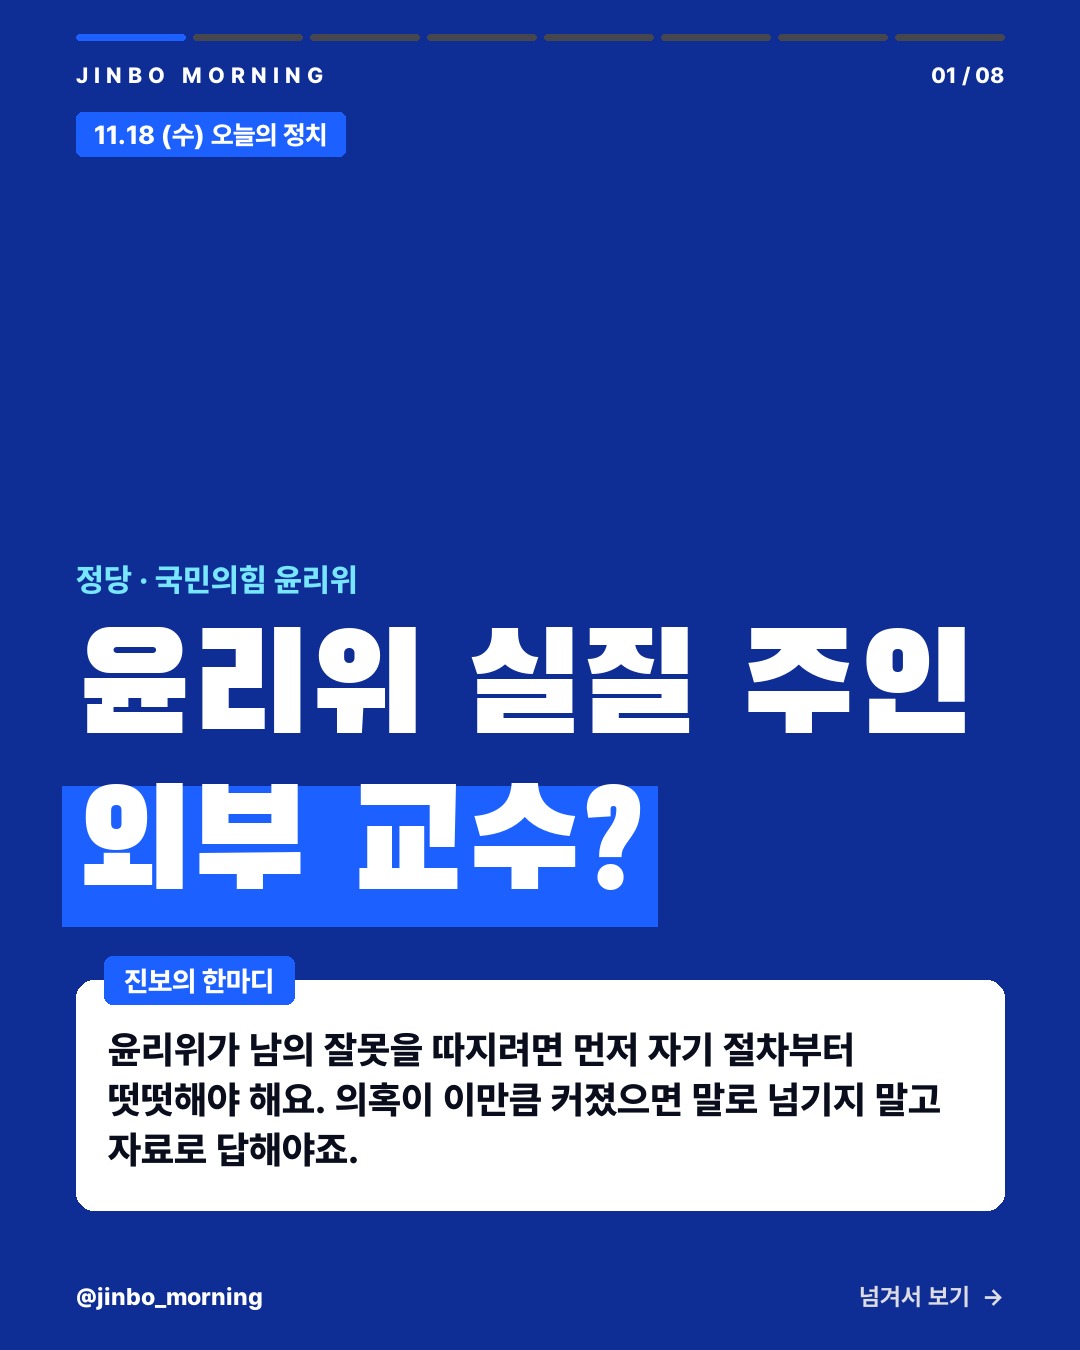 JINBO MORNING
01 / 08
11.18 (수) 오늘의 정치
정당 · 국민의힘 윤리위
윤리위 실질 주인
외부 교수?
진보의 한마디
윤리위가 남의 잘못을 따지려면 먼저 자기 절차부터
떳떳해야 해요. 의혹이 이만큼 커졌으면 말로 넘기지 말고
자료로 답해야죠.
@jinbo_morning
넘겨서 보기 →